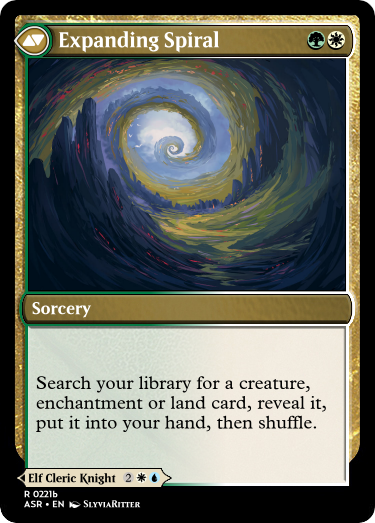 Expanding Spiral
Sorcery
Search your library for a creature,
enchantment or land card, reveal it,
put it into your hand, then shuffle.
Elf Cleric Knight 2
R 0221b
ASR • EN SLYVIARITTER